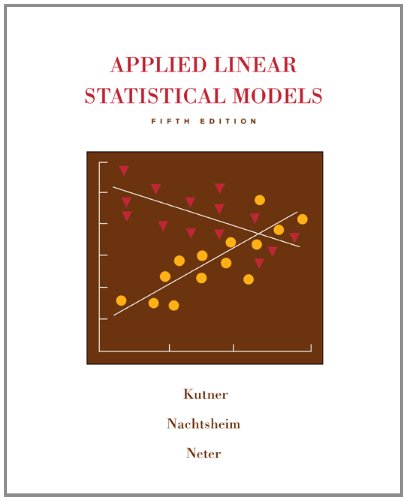 APPLIED LINEAR
STATISTICAL MODELS
FIFTH EDITION
Kutner
Nachtsheim
Neter